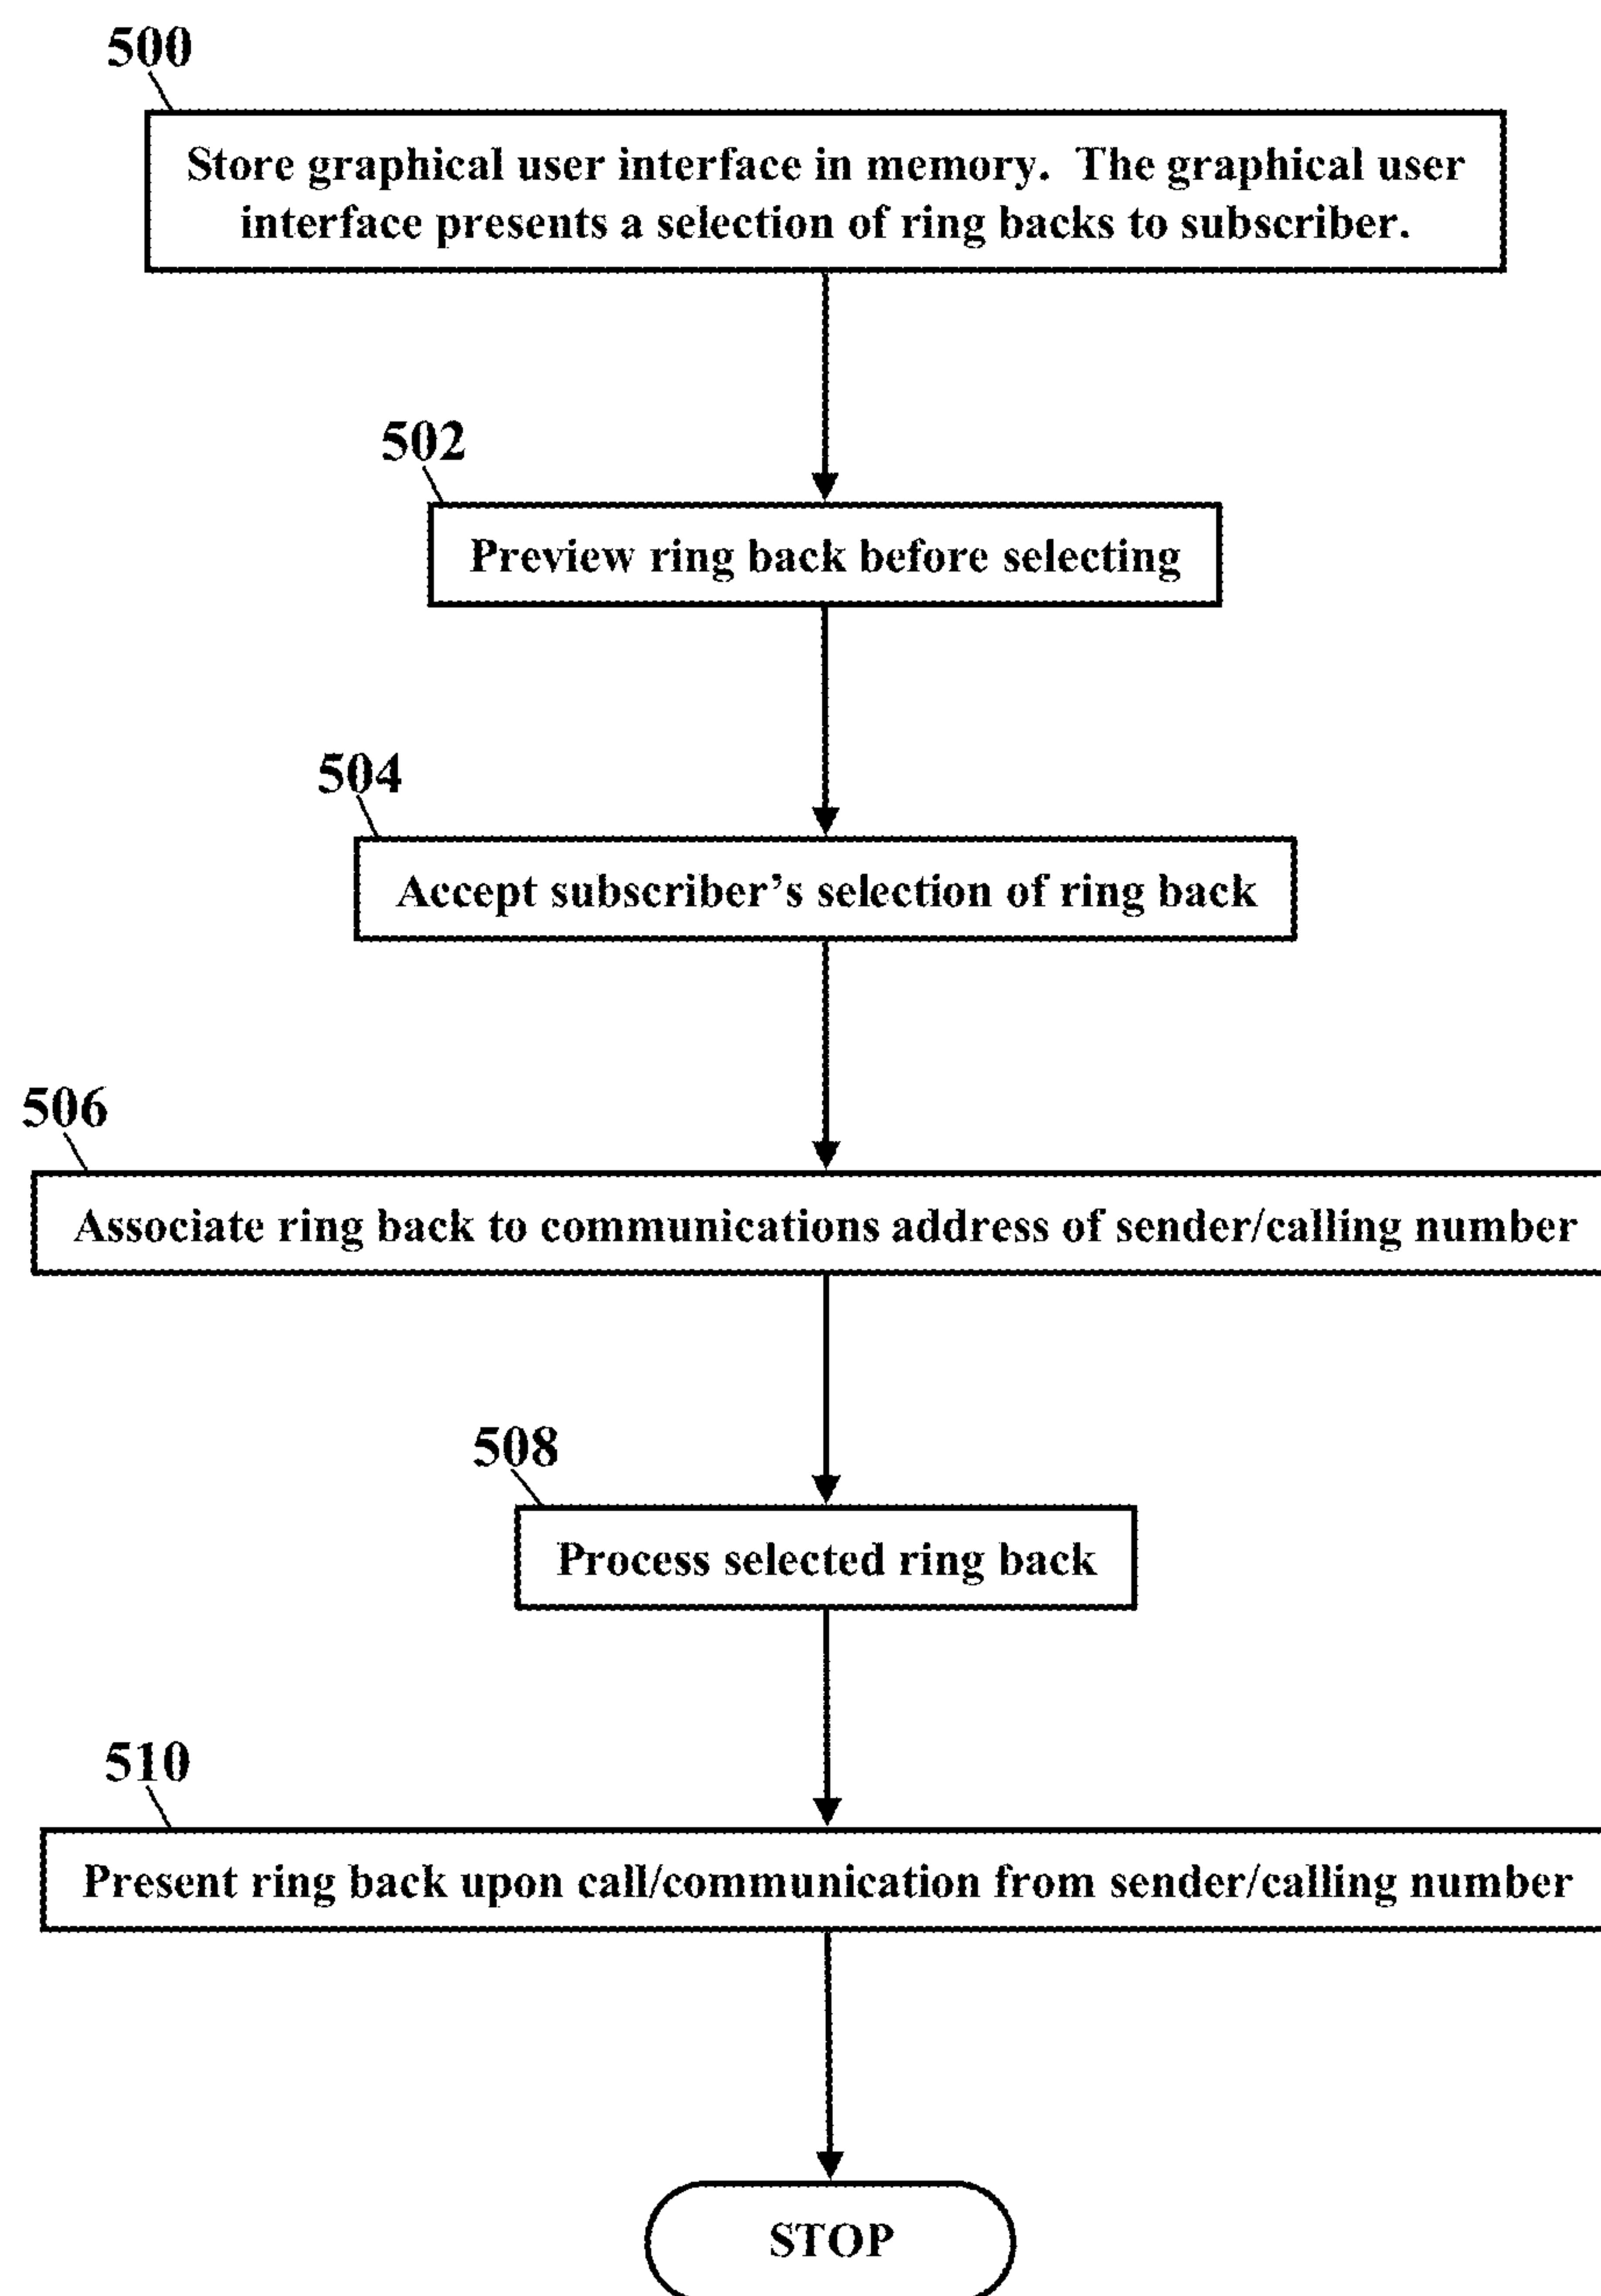 500
Store graphical user interface in memory. The graphical user
interface presents a selection of ring backs to subscriber.
502
Preview ring back before selecting
504
Accept subscriber’s selection of ring back
506
Associate ring back to communications address of sender/calling number
508
Process selected ring back
510
Present ring back upon call/communication from sender/calling number
STOP